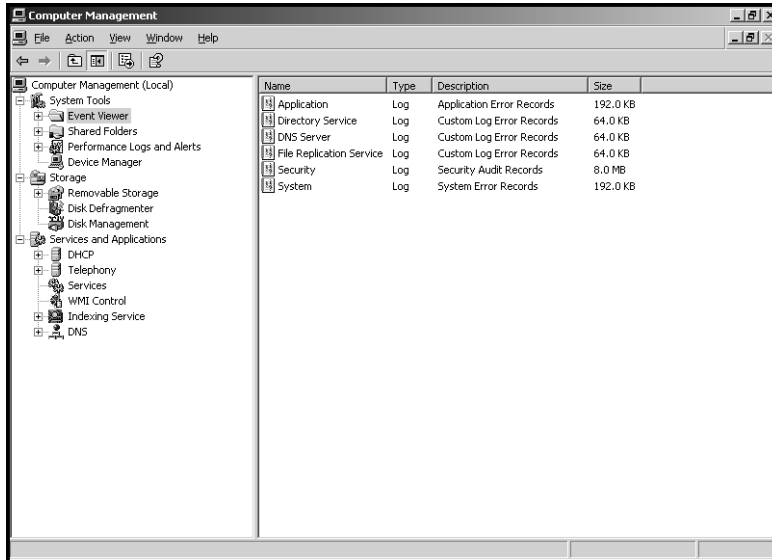 Computer Management
File Action View Window Help
Computer Management (Local)
System Tools
Event Viewer
Shared Folders
Performance Logs and Alerts
Device Manager
Storage
Removable Storage
Disk Defragmenter
Disk Management
Services and Applications
DHCP
Telephony
Services
WMI Control
Indexing Service
DNS
Name Type Description Size
Application Log Application Error Records 192.0 KB
Directory Service Log Custom Log Error Records 64.0 KB
DNS Server Log Custom Log Error Records 64.0 KB
File Replication Service Log Custom Log Error Records 64.0 KB
Security Log Security Audit Records 8.0 MB
System Log System Error Records 192.0 KB